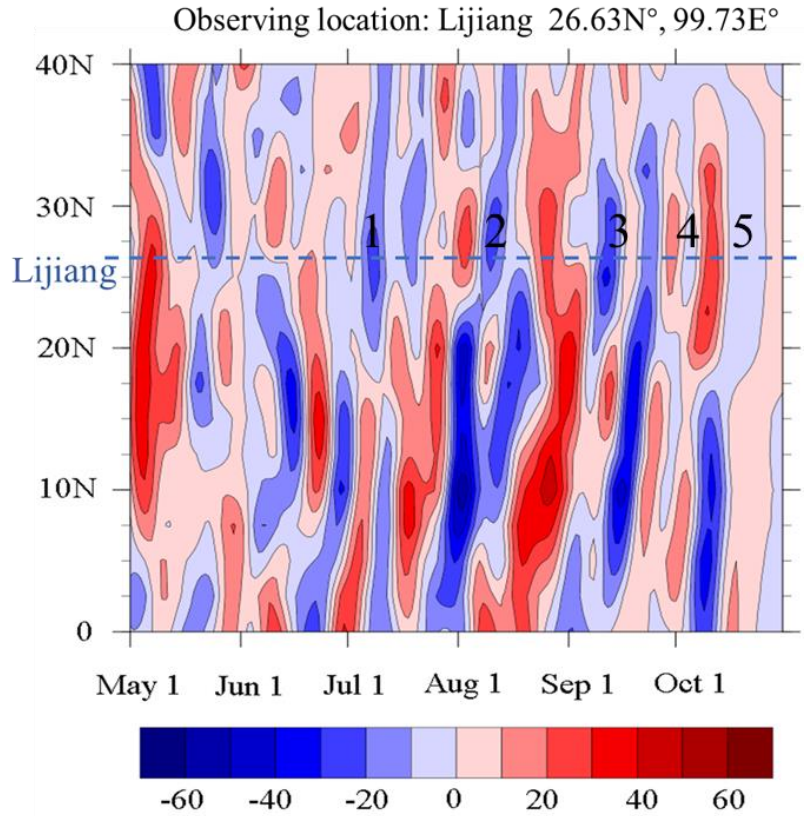 Observing location: Lijiang 26.63N°, 99.73E°
40N
30N
1 2 3 4 5
Lijiang
20N
10N
0
May 1 Jun 1 Jul 1 Aug 1 Sep 1 Oct 1
-60 -40 -20 0 20 40 60